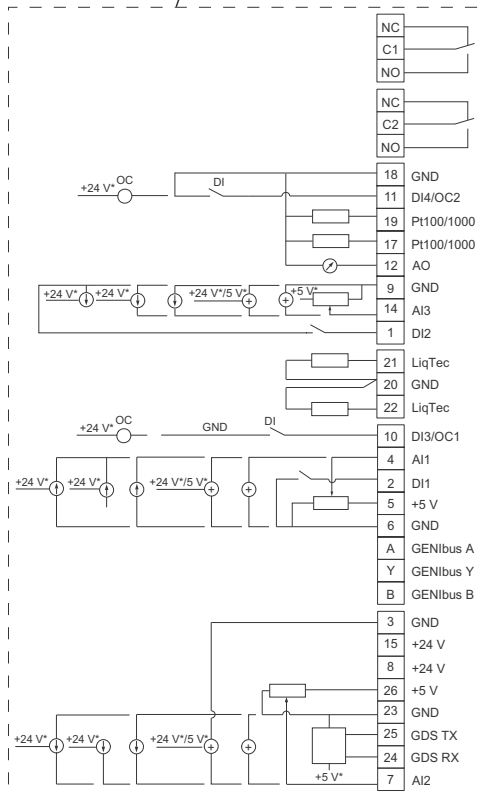 NC
C1
NO
NC
C2
NO
18 GND
+24 V* OC DI 11 DI4/OC2
19 Pt100/1000
17 Pt100/1000
12 AO
9 GND
+24 V* +24 V* +24 V*/5 V* +5 V*
14 AI3
1 DI2
21 LiqTec
20 GND
22 LiqTec
+24 V* OC GND DI 10 DI3/OC1
4 AI1
+24 V* +24 V* +24 V*/5 V* 2 DI1
5 +5 V
6 GND
A GENIbus A
Y GENIbus Y
B GENIbus B
3 GND
15 +24 V
8 +24 V
26 +5 V
23 GND
+24 V* +24 V* +24 V*/5 V* 25 GDS TX
24 GDS RX
+5 V* 7 AI2